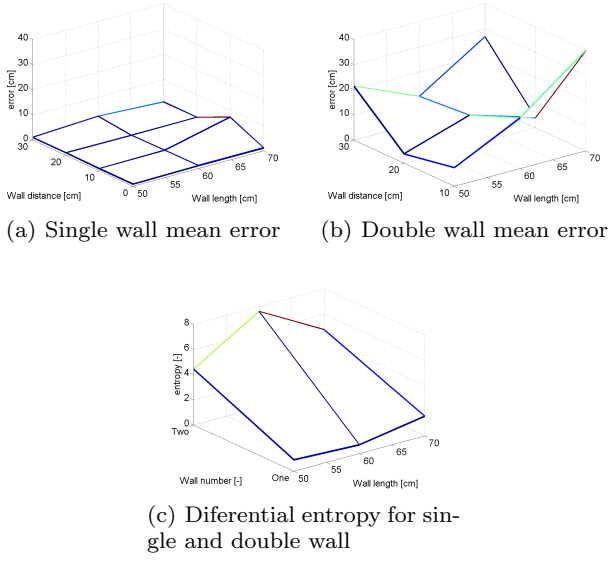 40
30
20
10
0
error [cm]
30
20
10
0
Wall distance [cm]
50
55
60
65
70
Wall length [cm]
(a) Single wall mean error
40
30
20
10
0
error [cm]
30
20
10
Wall distance [cm]
50
55
60
65
70
Wall length [cm]
(b) Double wall mean error
8
6
4
2
0
entropy [-]
Two
One
Wall number [-]
50
55
60
65
70
Wall length [cm]
(c) Diferential entropy for sin-
gle and double wall